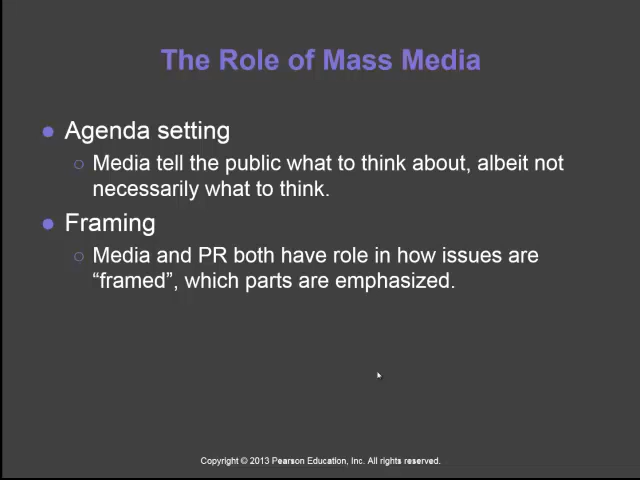 The Role of Mass Media
● Agenda setting
○ Media tell the public what to think about, albeit not
necessarily what to think.
● Framing
○ Media and PR both have role in how issues are
“framed”, which parts are emphasized.
Copyright © 2013 Pearson Education, Inc. All rights reserved.